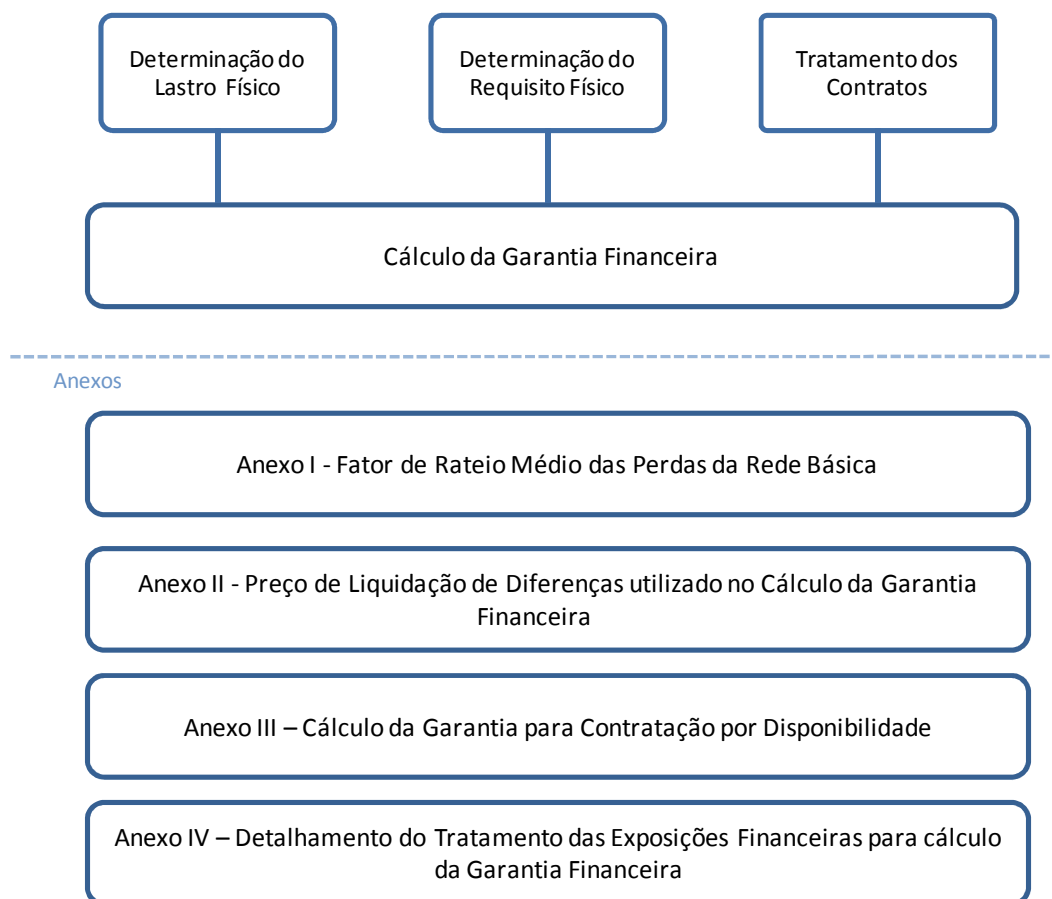 Determinação do
Lastro Físico
Determinação do
Requisito Físico
Tratamento dos
Contratos
Cálculo da Garantia Financeira
Anexos
Anexo I - Fator de Rateio Médio das Perdas da Rede Básica
Anexo II - Preço de Liquidação de Diferenças utilizado no Cálculo da Garantia
Financeira
Anexo III – Cálculo da Garantia para Contratação por Disponibilidade
Anexo IV – Detalhamento do Tratamento das Exposições Financeiras para cálculo
da Garantia Financeira